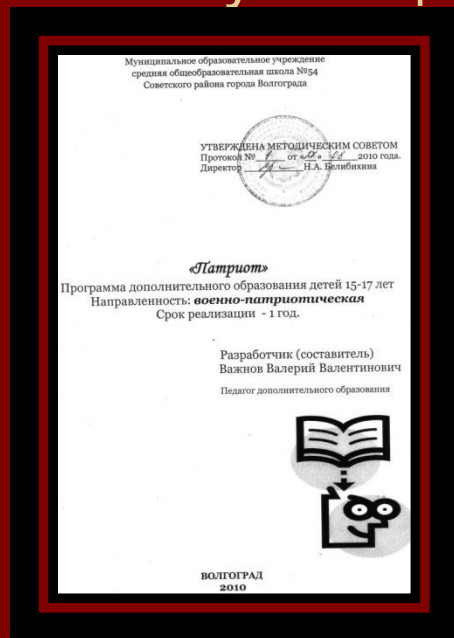 Муниципальное образовательное учреждение
средняя общеобразовательная школа №54
Советского района города Волгограда
УТВЕРЖДЕНА МЕТОДИЧЕСКИМ СОВЕТОМ
Протокол № 1 от « » 2010 года.
Директор Н.А. Белибихина
«Патриот»
Программа дополнительного образования детей 15-17 лет
Направленность: военно-патриотическая
Срок реализации - 1 год.
Разработчик (составитель)
Важнов Валерий Валентинович
Педагог дополнительного образования
ВОЛГОГРАД
2010